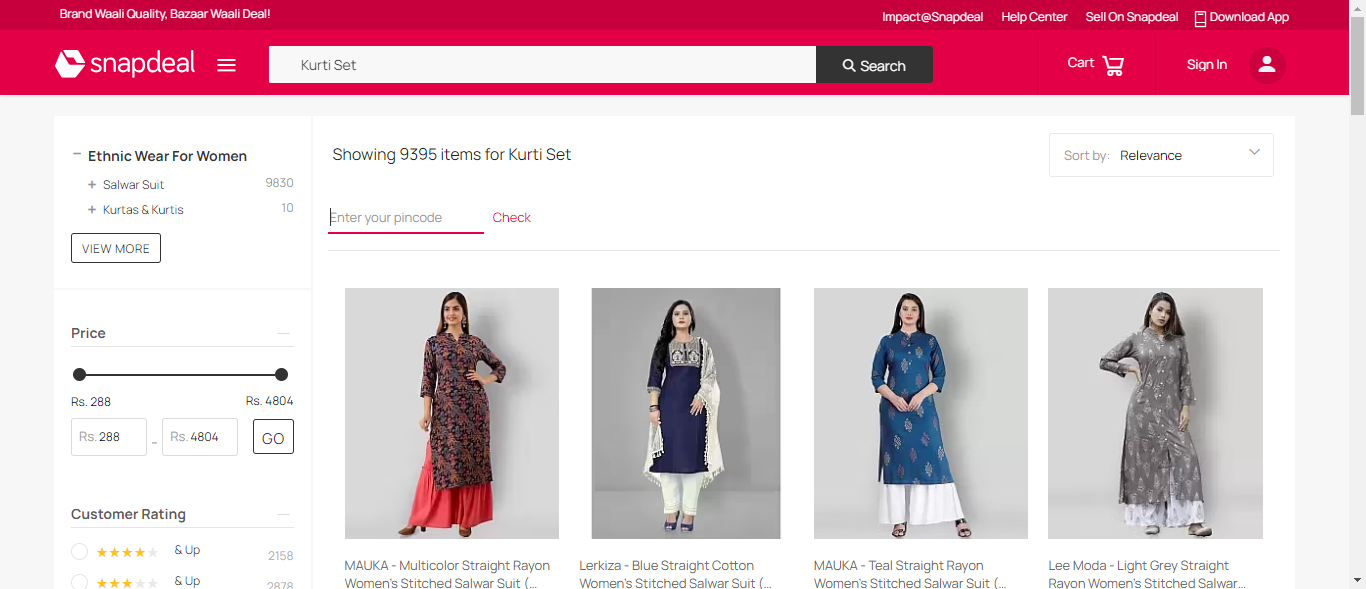 Brand Waali Quality, Bazaar Waali Deal!
Impact@Snapdeal Help Center Sell On Snapdeal Download App
snapdeal
Kurti Set
Search
Cart
Sign In
Ethnic Wear For Women
Salwar Suit 9830
Kurtas & Kurtis 10
VIEW MORE
Price
Rs. 288 Rs. 4804
Rs. 288 - Rs. 4804 GO
Customer Rating
& Up 2158
& Up 2878
Showing 9395 items for Kurti Set
Sort by: Relevance
Enter your pincode Check
MAUKA - Multicolor Straight Rayon
Women's Stitched Salwar Suit (...
Lerkiza - Blue Straight Cotton
Women's Stitched Salwar Suit (...
MAUKA - Teal Straight Rayon
Women's Stitched Salwar Suit (...
Lee Moda - Light Grey Straight
Rayon Women's Stitched Salwar...